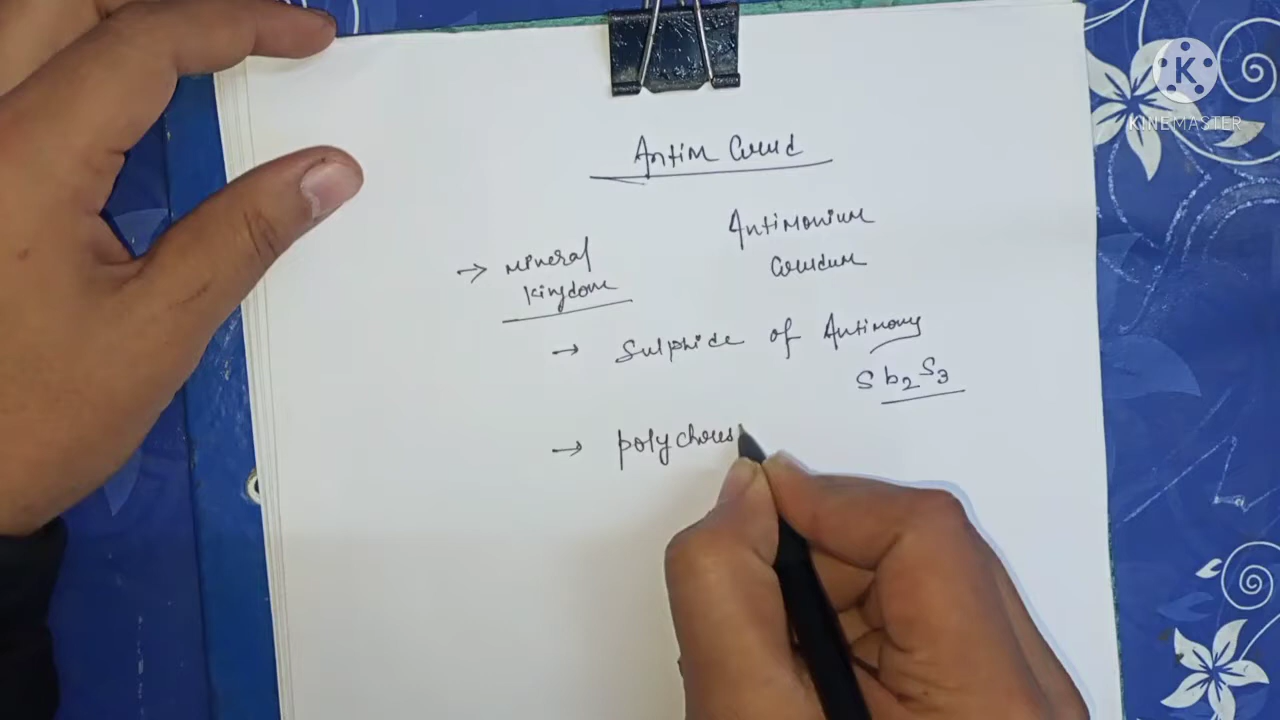 K
KINEMASTER
Antim Crud
Antimonium
Crudum
→ Mineral
Kingdom
→ Sulphide of Antimony
Sb2S3
→ polychres